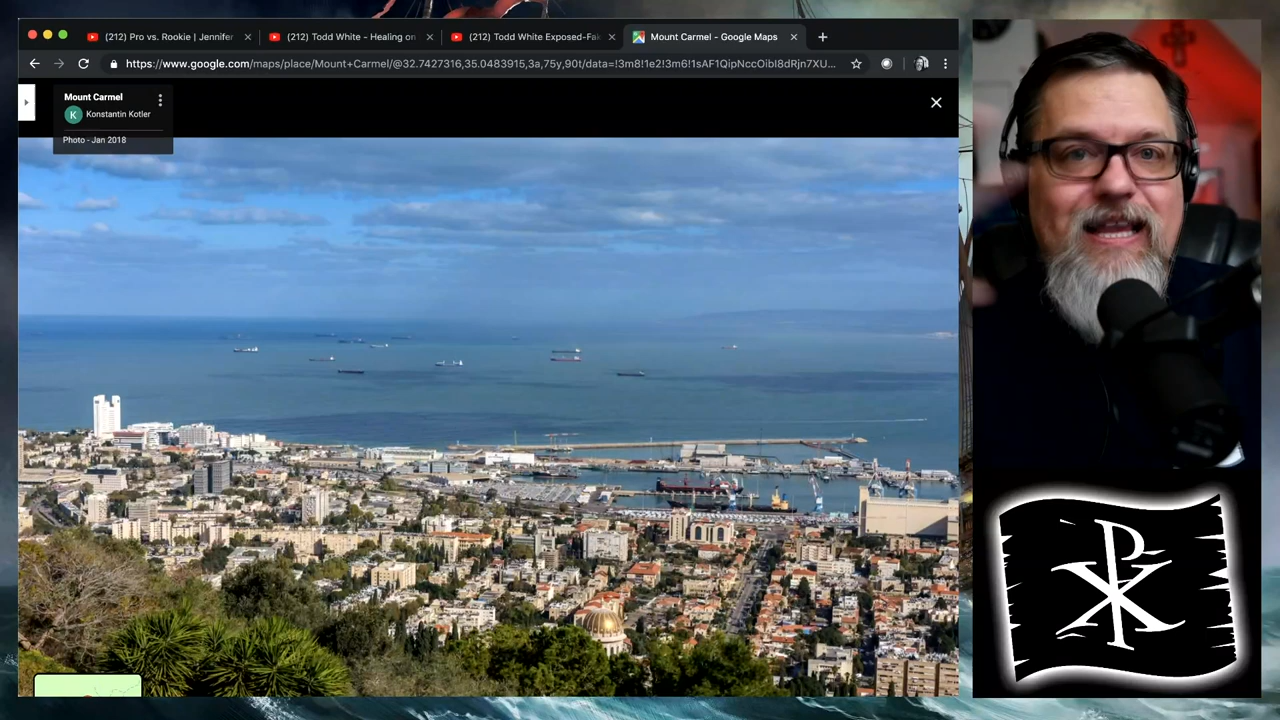 (212) Pro vs. Rookie | Jennifer
(212) Todd White - Healing on
(212) Todd White Exposed-Fak
Mount Carmel - Google Maps
https://www.google.com/maps/place/Mount+Carmel/@32.7427316,35.0483915,3a,75y,90t/data=!3m8!1e2!3m6!1sAF1QipNccOibI8dRjn7XU...
Mount Carmel
K
Konstantin Kotler
Photo - Jan 2018